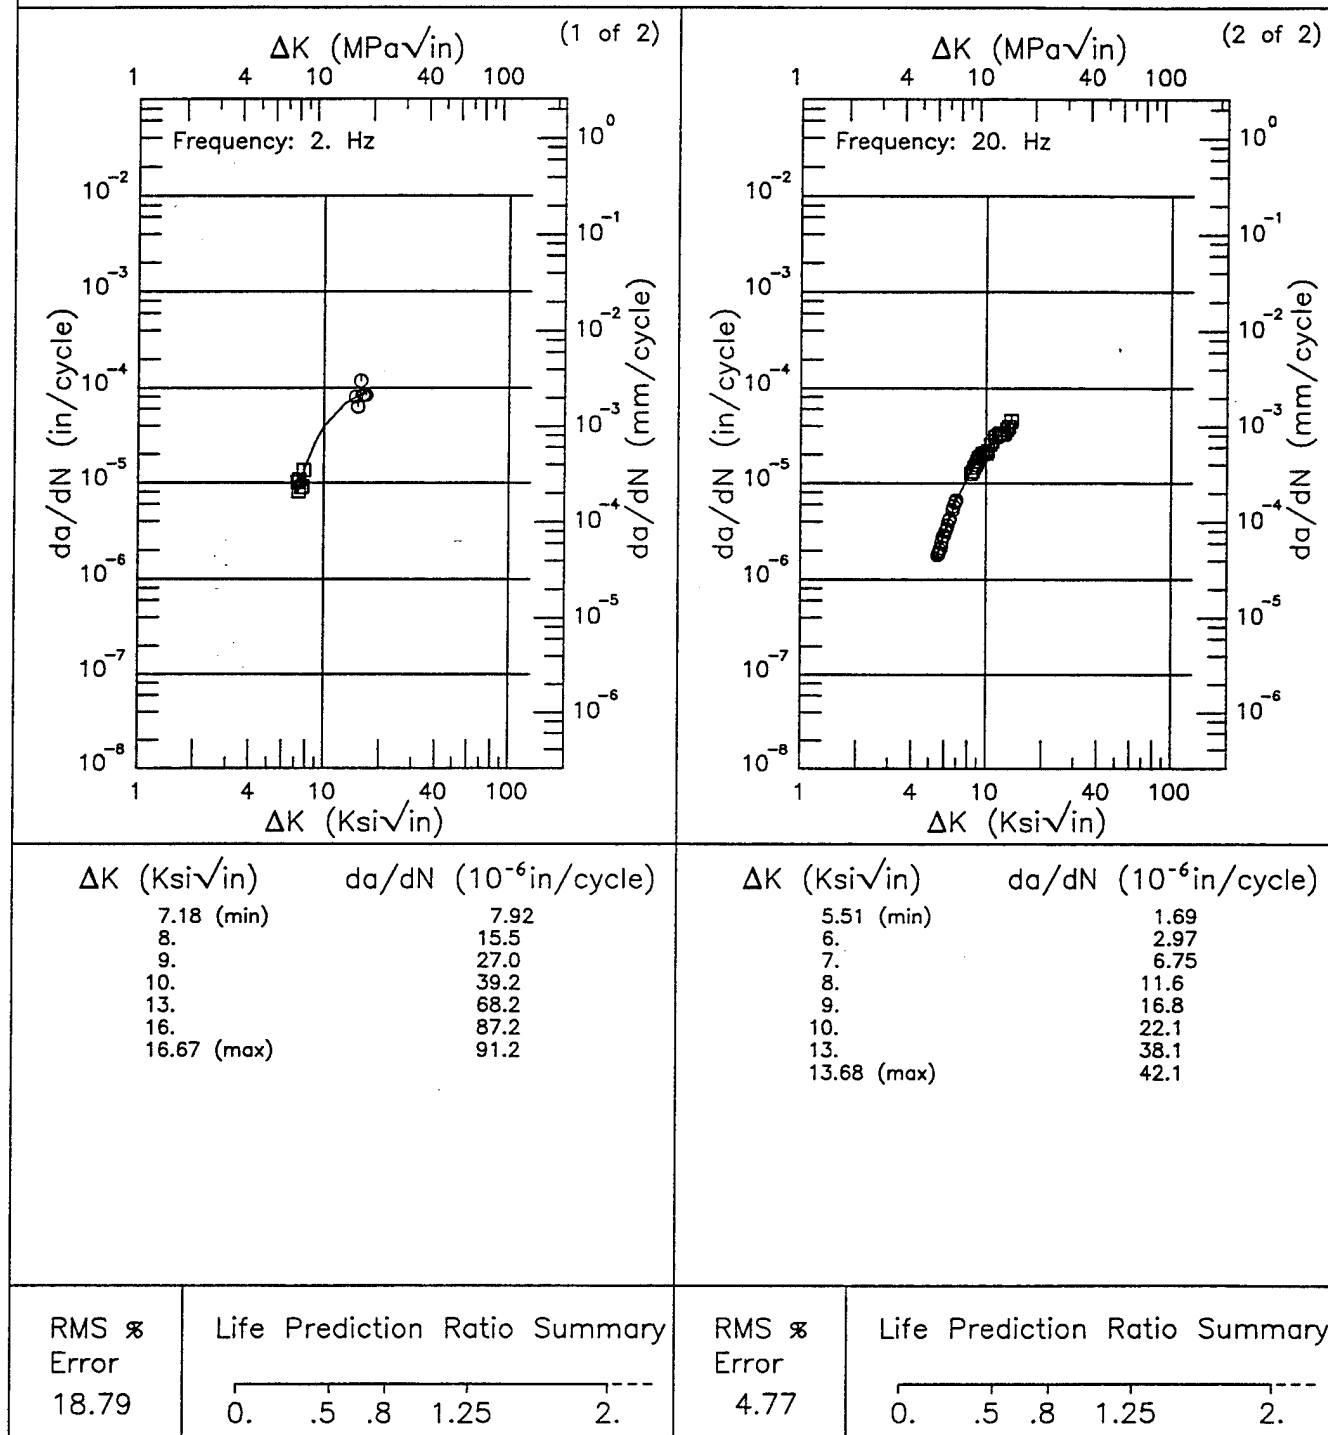 (1 of 2)
ΔK (MPa√in)
1 4 10 40 100
Frequency: 2. Hz
10⁰
10⁻²
10⁻¹
10⁻³
10⁻²
10⁻⁴
10⁻³
10⁻⁵
10⁻⁴
10⁻⁶
10⁻⁵
10⁻⁷
10⁻⁶
10⁻⁸
da/dN (in/cycle)
da/dN (mm/cycle)
1 4 10 40 100
ΔK (Ksi√in)
ΔK (Ksi√in) da/dN (10⁻⁶in/cycle)
7.18 (min) 7.92
8. 15.5
9. 27.0
10. 39.2
13. 68.2
16. 87.2
16.67 (max) 91.2
RMS % Life Prediction Ratio Summary
Error
18.79
0. .5 .8 1.25 2.
(2 of 2)
ΔK (MPa√in)
1 4 10 40 100
Frequency: 20. Hz
10⁰
10⁻²
10⁻¹
10⁻³
10⁻²
10⁻⁴
10⁻³
10⁻⁵
10⁻⁴
10⁻⁶
10⁻⁵
10⁻⁷
10⁻⁶
10⁻⁸
da/dN (in/cycle)
da/dN (mm/cycle)
1 4 10 40 100
ΔK (Ksi√in)
ΔK (Ksi√in) da/dN (10⁻⁶in/cycle)
5.51 (min) 1.69
6. 2.97
7. 6.75
8. 11.6
9. 16.8
10. 22.1
13. 38.1
13.68 (max) 42.1
RMS % Life Prediction Ratio Summary
Error
4.77
0. .5 .8 1.25 2.